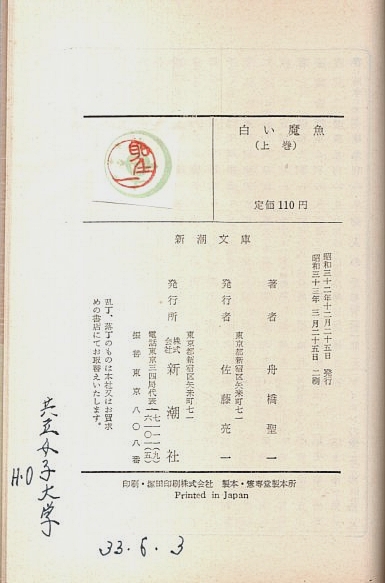 白い魔魚
(上巻)
定価110円
聖一
新潮文庫
昭和三十二年十二月二十五日 発行
昭和三十三年 三月二十五日 二刷
著者 舟橋聖一
発行者 佐藤亮一
東京都新宿区矢来町七一
発行所 株式会社 新潮社
東京都新宿区矢来町七一
電話東京三四局代表
振替東京八〇八番
乱丁、落丁のものは本社又はお買求
めの書店にてお取替えいたします。
印刷・塚田印刷株式会社 製本・憲専堂製本所
Printed in Japan
共立女子大学
H.O
33.6.3